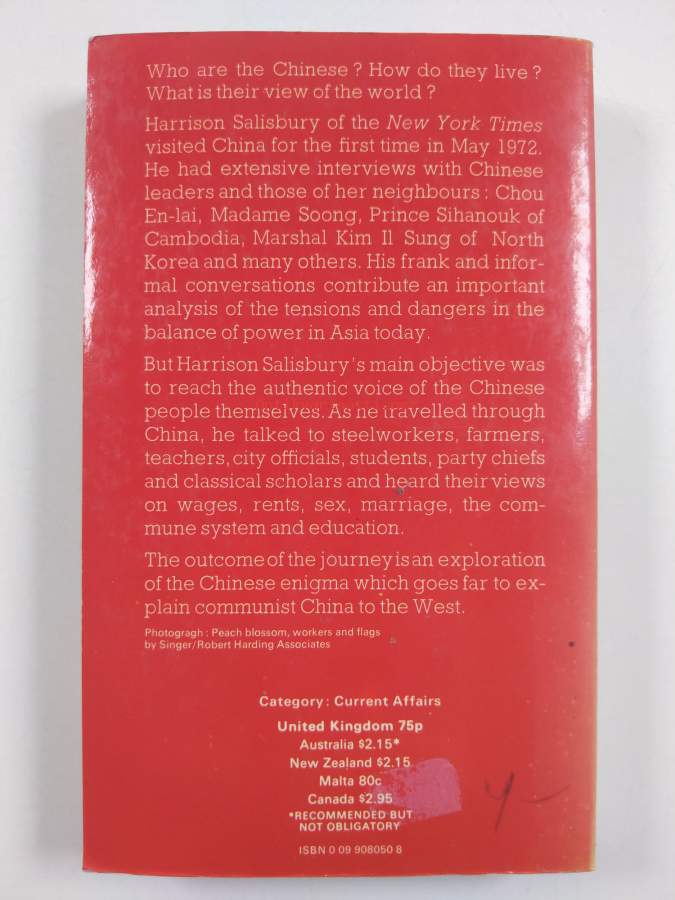 Who are the Chinese? How do they live?
What is their view of the world?
Harrison Salisbury of the New York Times
visited China for the first time in May 1972.
He had extensive interviews with Chinese
leaders and those of her neighbours: Chou
En-lai, Madame Soong, Prince Sihanouk of
Cambodia, Marshal Kim Il Sung of North
Korea and many others. His frank and infor-
mal conversations contribute an important
analysis of the tensions and dangers in the
balance of power in Asia today.
But Harrison Salisbury's main objective was
to reach the authentic voice of the Chinese
people themselves. As he travelled through
China, he talked to steelworkers, farmers,
teachers, city officials, students, party chiefs
and classical scholars and heard their views
on wages, rents, sex, marriage, the com-
mune system and education.
The outcome of the journey is an exploration
of the Chinese enigma which goes far to ex-
plain communist China to the West.
Photogragh: Peach blossom, workers and flags
by Singer/Robert Harding Associates
Category: Current Affairs
United Kingdom 75p
Australia $2.15*
New Zealand $2.15
Malta 80c
Canada $2.95
*RECOMMENDED BUT
NOT OBLIGATORY
ISBN 0 09 908050 8